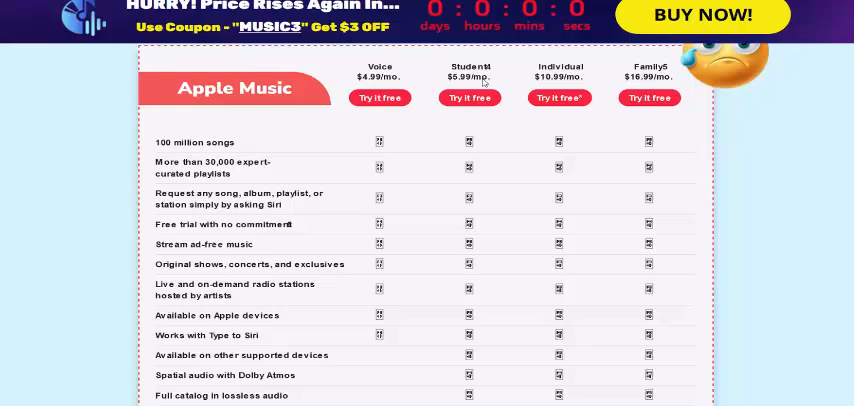 HURRY! Price Rises Again In...
Use Coupon - "MUSIC3" Get $3 OFF
0 : 0 : 0 : 0
days hours mins secs
BUY NOW!
Apple Music
Voice Student4 Individual Family5
$4.99/mo. $5.99/mo. $10.99/mo. $16.99/mo.
Try it free Try it free Try it free* Try it free
100 million songs
More than 30,000 expert-
curated playlists
Request any song, album, playlist, or
station simply by asking Siri
Free trial with no commitment
Stream ad-free music
Original shows, concerts, and exclusives
Live and on-demand radio stations
hosted by artists
Available on Apple devices
Works with Type to Siri
Available on other supported devices
Spatial audio with Dolby Atmos
Full catalog in lossless audio